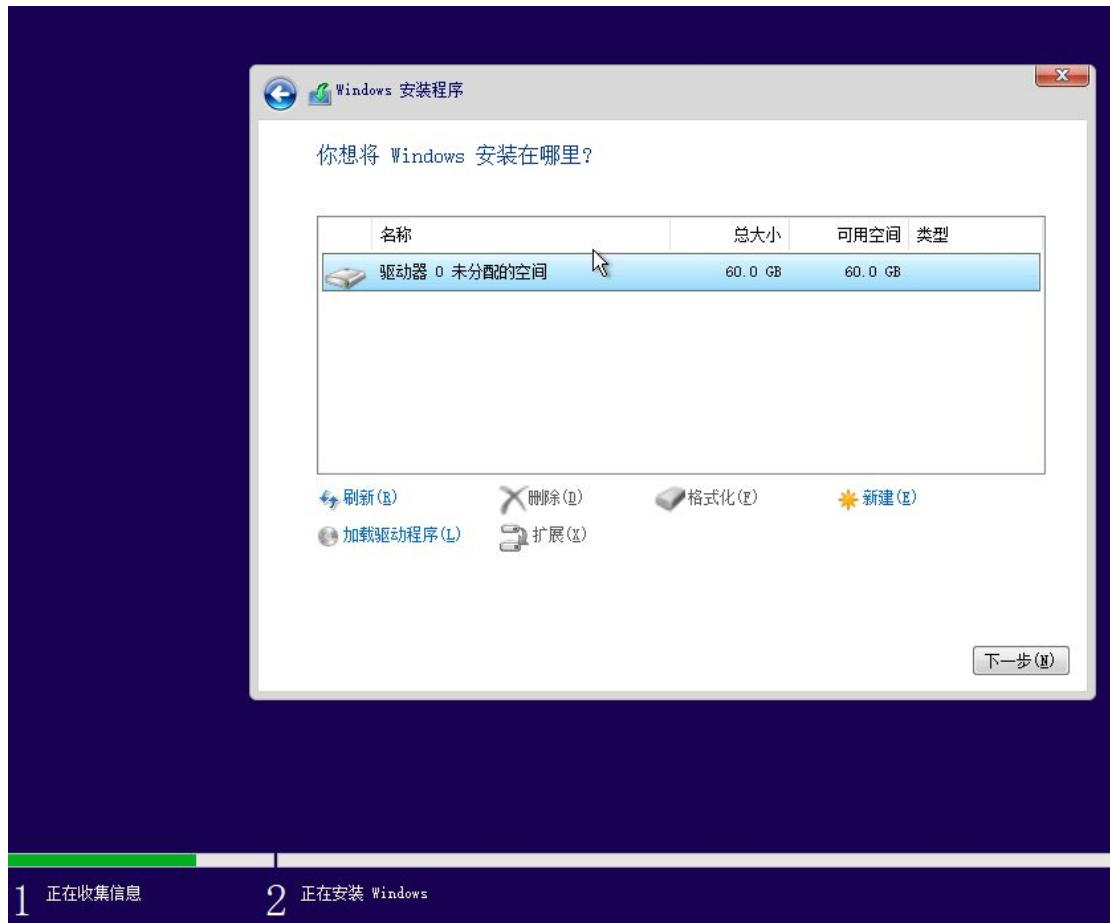 Windows 安装程序
你想将 Windows 安装在哪里?
名称 总大小 可用空间 类型
驱动器 0 未分配的空间 60.0 GB 60.0 GB
刷新(R) 删除(D) 格式化(F) 新建(E)
加载驱动程序(L) 扩展(X)
下一步(N)
1 正在收集信息 2 正在安装 Windows